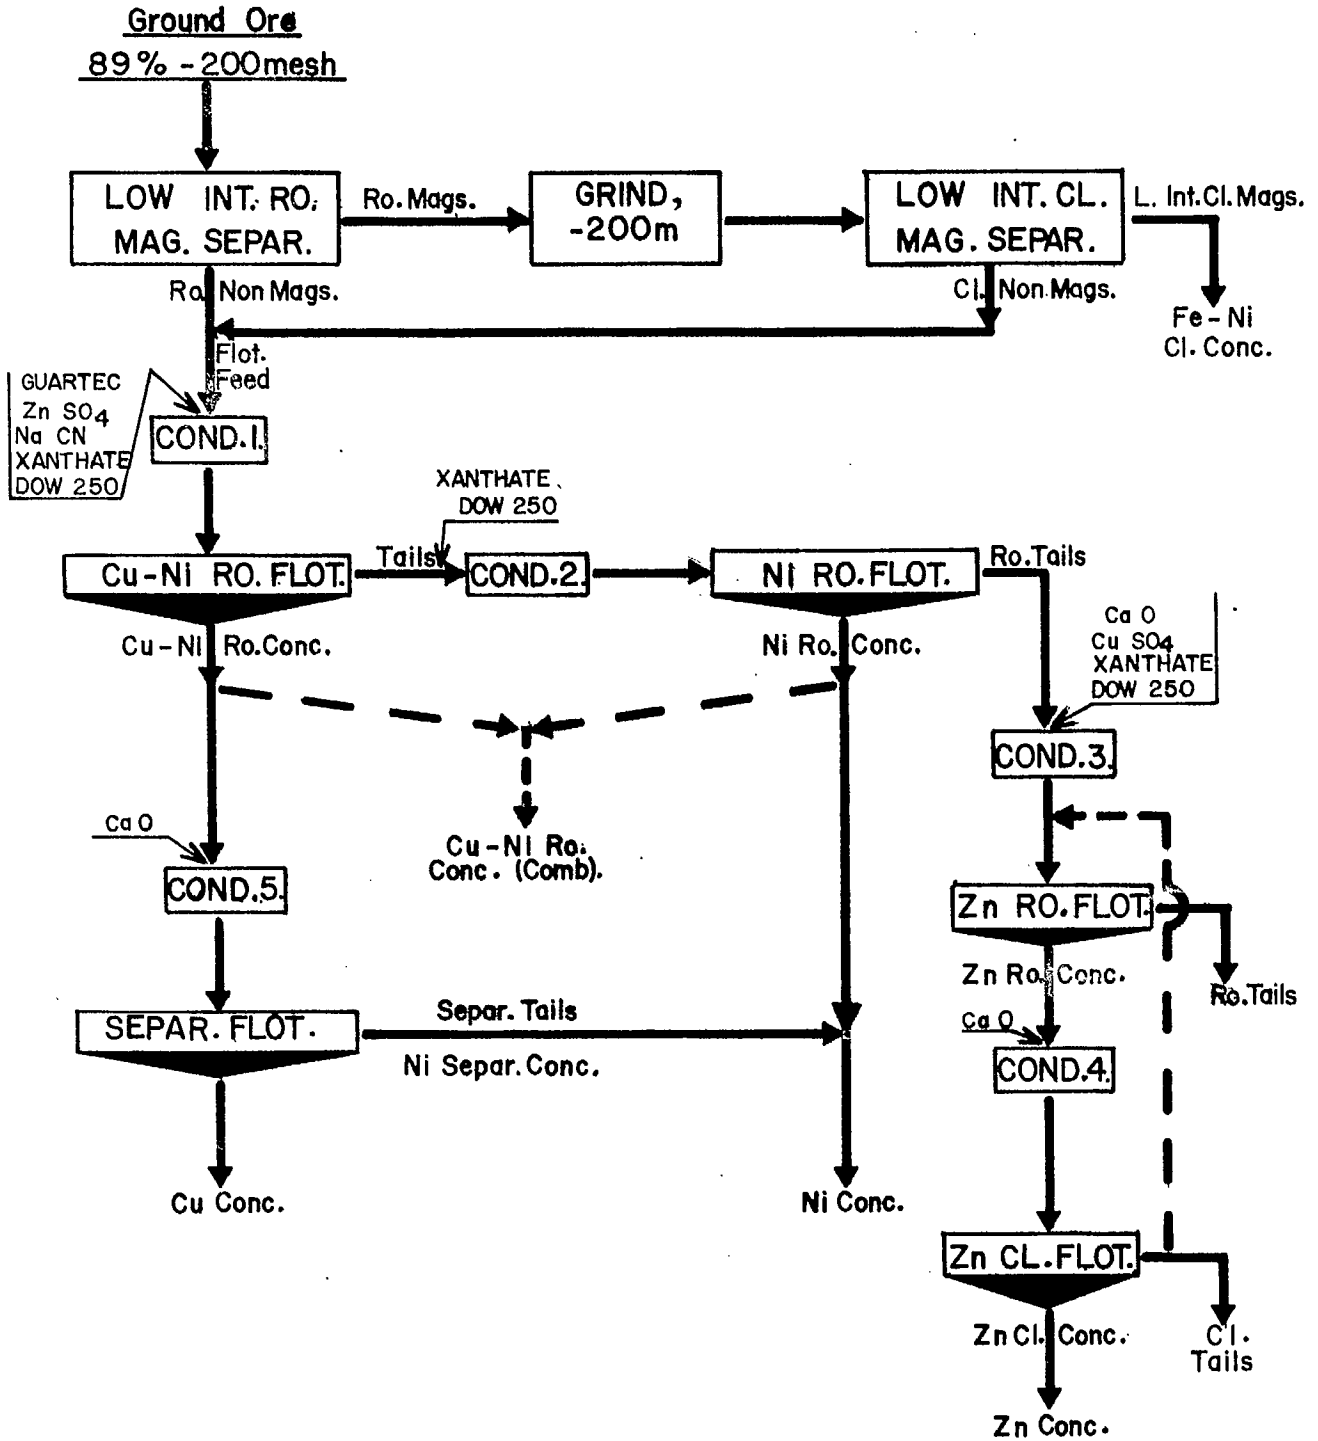 Ground Ore
89% -200mesh
LOW INT. RO.
MAG. SEPAR.
Ro. Mags.
GRIND,
-200m
LOW INT. CL.
MAG. SEPAR.
L. Int.Cl.Mags.
Ro. Non Mags.
Cl. Non Mags.
Fe-Ni
Cl. Conc.
Flot.
Feed
GUARTEC
Zn SO4
Na CN
XANTHATE
DOW 250
COND.1.
XANTHATE
DOW 250
Cu-Ni RO. FLOT.
Tails
COND.2.
Ni RO. FLOT.
Ro. Tails
Cu-Ni Ro.Conc.
Ni Ro. Conc.
Ca O
Cu SO4
XANTHATE
DOW 250
COND.3.
Ca O
Cu-Ni Ro.
Conc. (Comb).
COND.5.
Zn RO. FLOT.
Zn Ro. Conc.
Ro.Tails
SEPAR. FLOT.
Separ. Tails
Ni Separ. Conc.
Ca O
COND.4.
Cu Conc.
Ni Conc.
Zn CL. FLOT.
Zn Cl. Conc.
Cl.
Tails
Zn Conc.